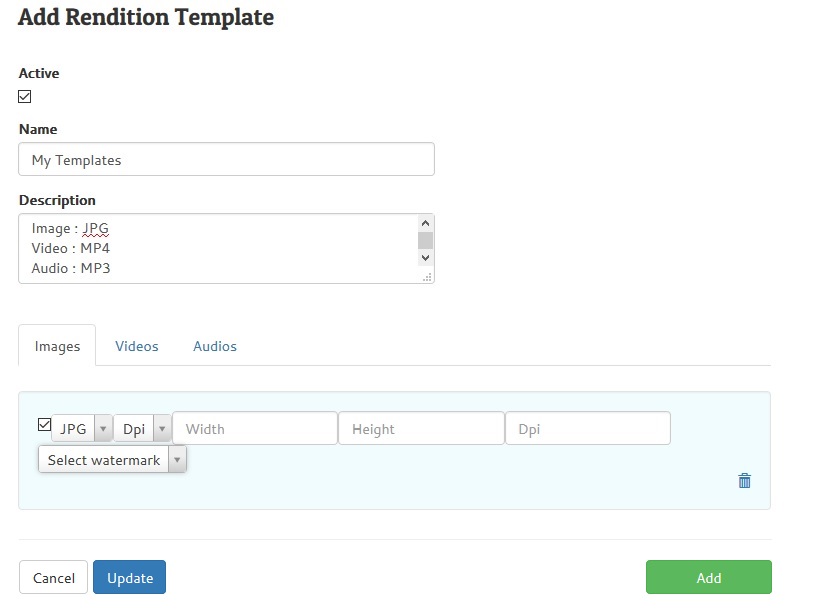 Add Rendition Template
Active
Name
My Templates
Description
Image : JPG
Video : MP4
Audio : MP3
Images Videos Audios
JPG Dpi Width Height Dpi
Select watermark
Cancel Update Add